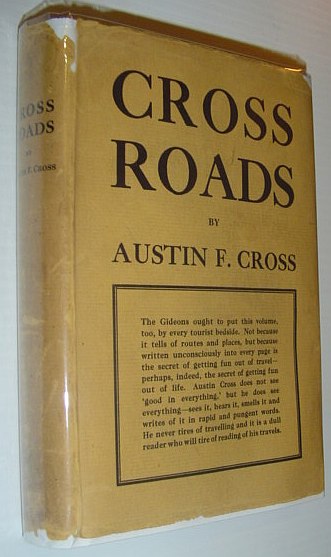 CROSS
ROADS
BY
AUSTIN F. CROSS
The Gideons ought to put this volume,
too, by every tourist bedside. Not because
it tells of routes and places, but because
written unconsciously into every page is
the secret of getting fun out of travel—
perhaps, indeed, the secret of getting fun
out of life. Austin Cross does not see
'good in everything,' but he does see
everything—sees it, hears it, smells it and
writes of it in rapid and pungent words.
He never tires of travelling and it is a dull
reader who will tire of reading of his travels.
ROSS
OADS
F. CROSS